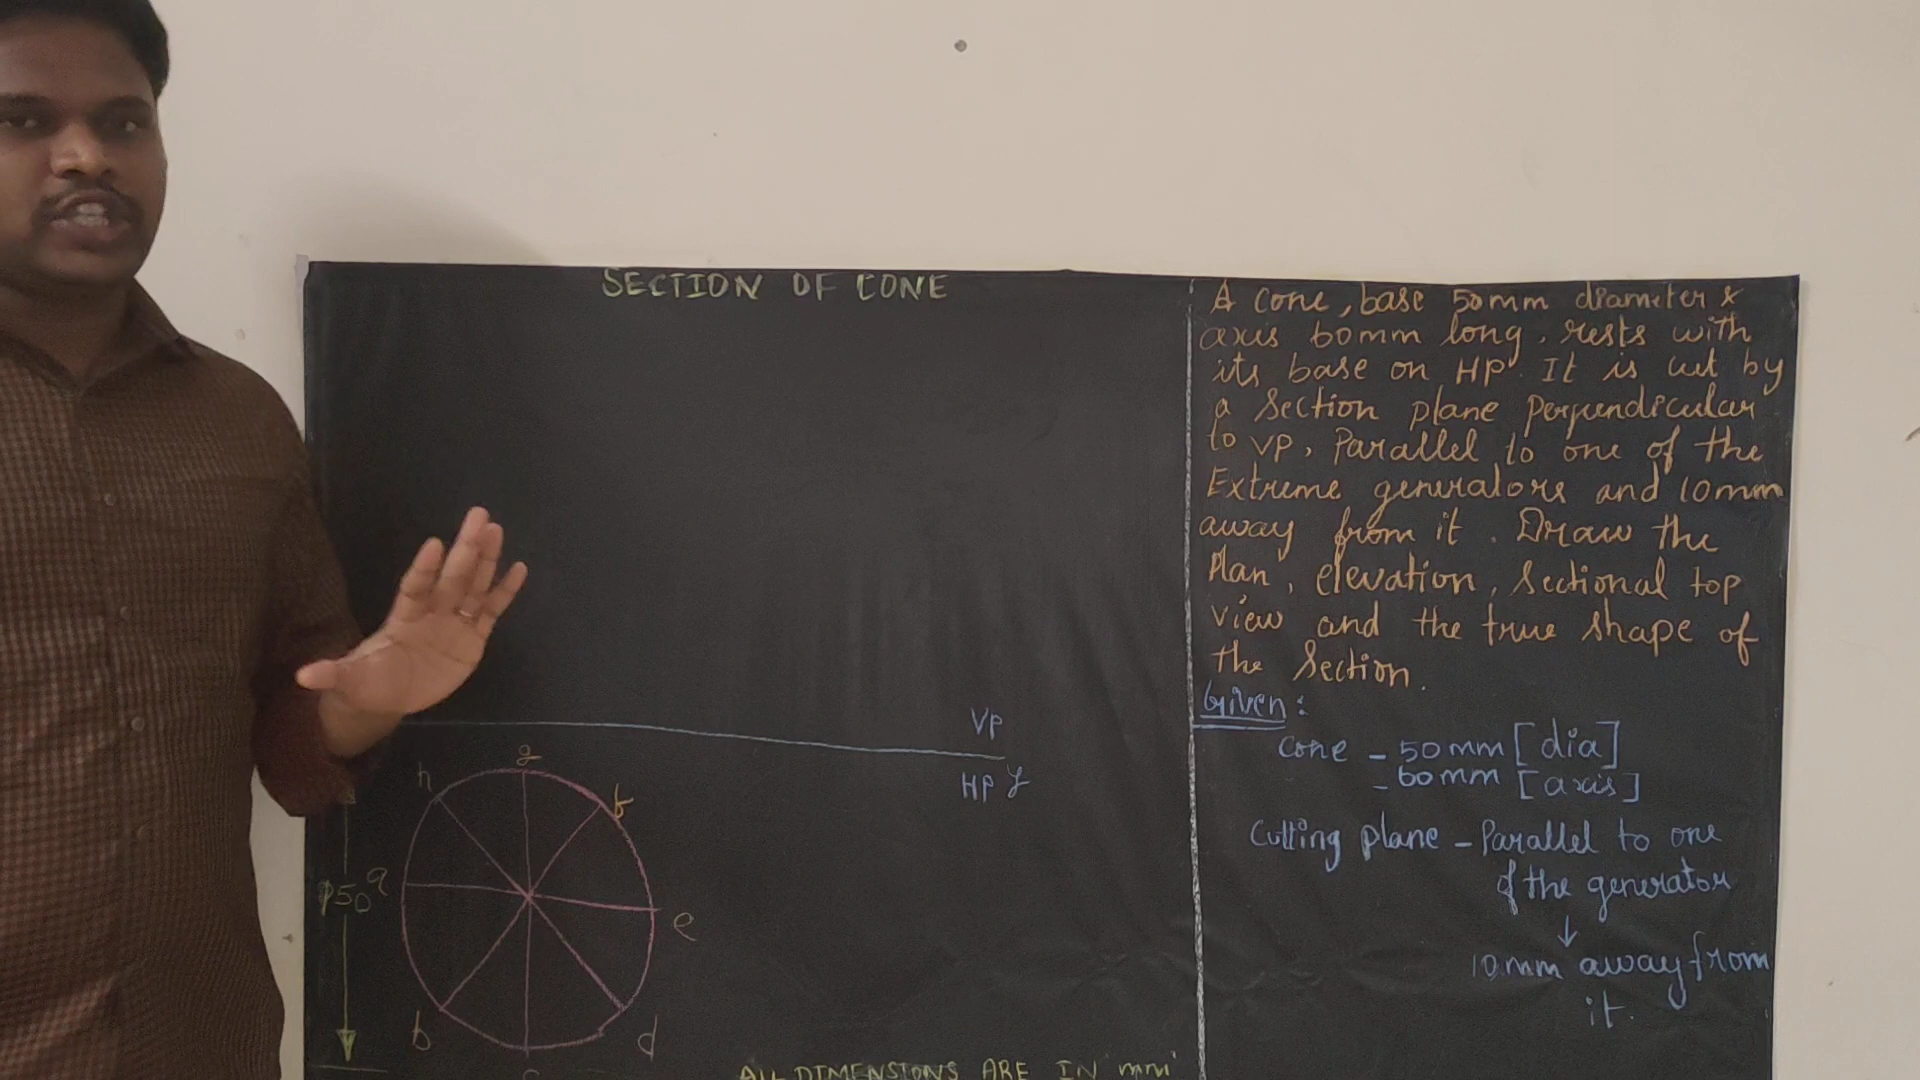 SECTION OF CONE
A cone, base 50mm diameter &
axis 60mm long, rests with
its base on HP. It is cut by
a section plane perpendicular
to VP, Parallel to one of the
Extreme generators and 10mm
away from it. Draw the
Plan, elevation, Sectional top
view and the true shape of
the Section.
Given:
Cone - 50mm [dia]
- 60mm [axis]
Cutting plane - Parallel to one
of the generator
↓
10mm away from
it.
VP
HP y
g
h
f
φ50
a
e
b
d
c
ALL DIMENSIONS ARE IN mm